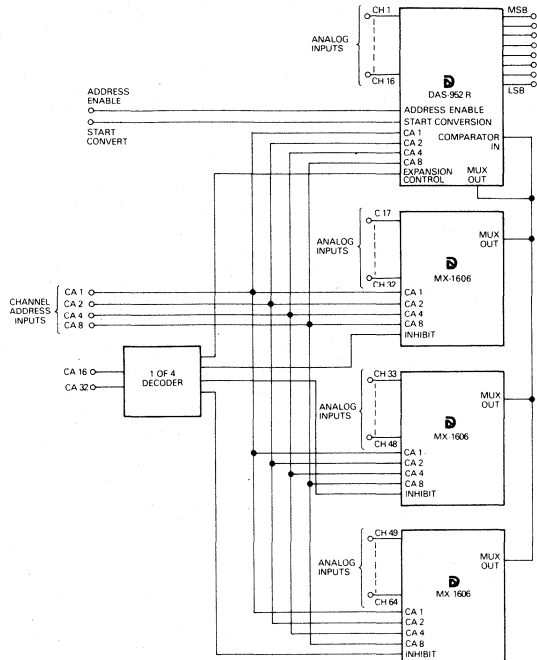 CH 1
ANALOG
INPUTS
CH 16
MSB
LSB
DAS-952 R
ADDRESS
ENABLE
START
CONVERT
ADDRESS ENABLE
START CONVERSION
CA 1
CA 2
CA 4
CA 8
EXPANSION
CONTROL
COMPARATOR
IN
MUX
OUT
C 17
ANALOG
INPUTS
CH 32
MUX
OUT
MX-1606
CA 1
CA 2
CA 4
CA 8
INHIBIT
CHANNEL
ADDRESS
INPUTS
CA 1
CA 2
CA 4
CA 8
CA 16
CA 32
1 OF 4
DECODER
CH 33
ANALOG
INPUTS
CH 48
MUX
OUT
MX-1606
CA 1
CA 2
CA 4
CA 8
INHIBIT
CH 49
ANALOG
INPUTS
CH 64
MUX
OUT
MX 1606
CA 1
CA 2
CA 4
CA 8
INHIBIT